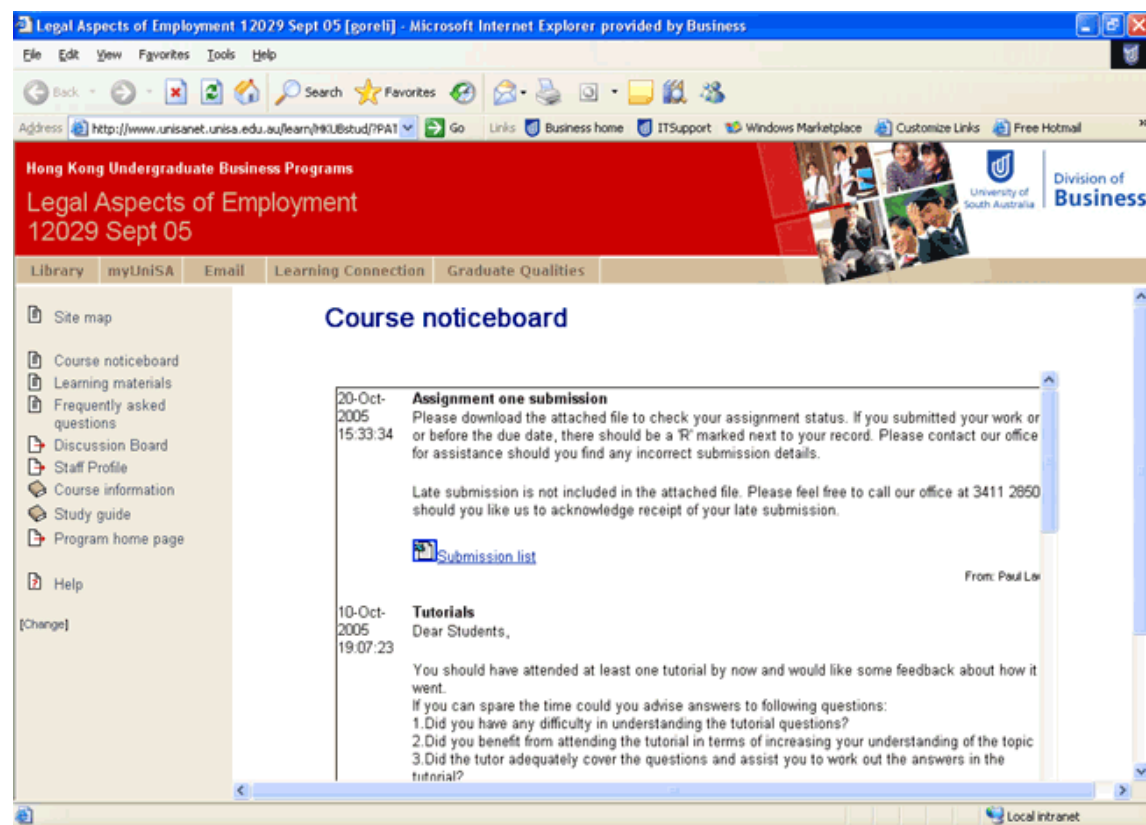 Legal Aspects of Employment 12029 Sept 05 [goreli] - Microsoft Internet Explorer provided by Business
File Edit View Favorites Tools Help
Back Search Favorites
Address http://www.unisanet.unisa.edu.au/learn/HKUBstud/?PAT Go Links Business home ITSupport Windows Marketplace Customize Links Free Hotmail »
Hong Kong Undergraduate Business Programs
Legal Aspects of Employment
12029 Sept 05
University of
South Australia
Division of
Business
Library myUniSA Email Learning Connection Graduate Qualities
Site map
Course noticeboard
Learning materials
Frequently asked
questions
Discussion Board
Staff Profile
Course information
Study guide
Program home page
Help
[Change]
Course noticeboard
20-Oct-
2005
15:33:34
Assignment one submission
Please download the attached file to check your assignment status. If you submitted your work or
or before the due date, there should be a 'R' marked next to your record. Please contact our office
for assistance should you find any incorrect submission details.
Late submission is not included in the attached file. Please feel free to call our office at 3411 2850
should you like us to acknowledge receipt of your late submission.
Submission list
From: Paul
10-Oct-
2005
19:07:23
Tutorials
Dear Students,
You should have attended at least one tutorial by now and would like some feedback about how it
went.
If you can spare the time could you advise answers to following questions:
1.Did you have any difficulty in understanding the tutorial questions?
2.Did you benefit from attending the tutorial in terms of increasing your understanding of the topic
3.Did the tutor adequately cover the questions and assist you to work out the answers in the
tutorial?
Local intranet